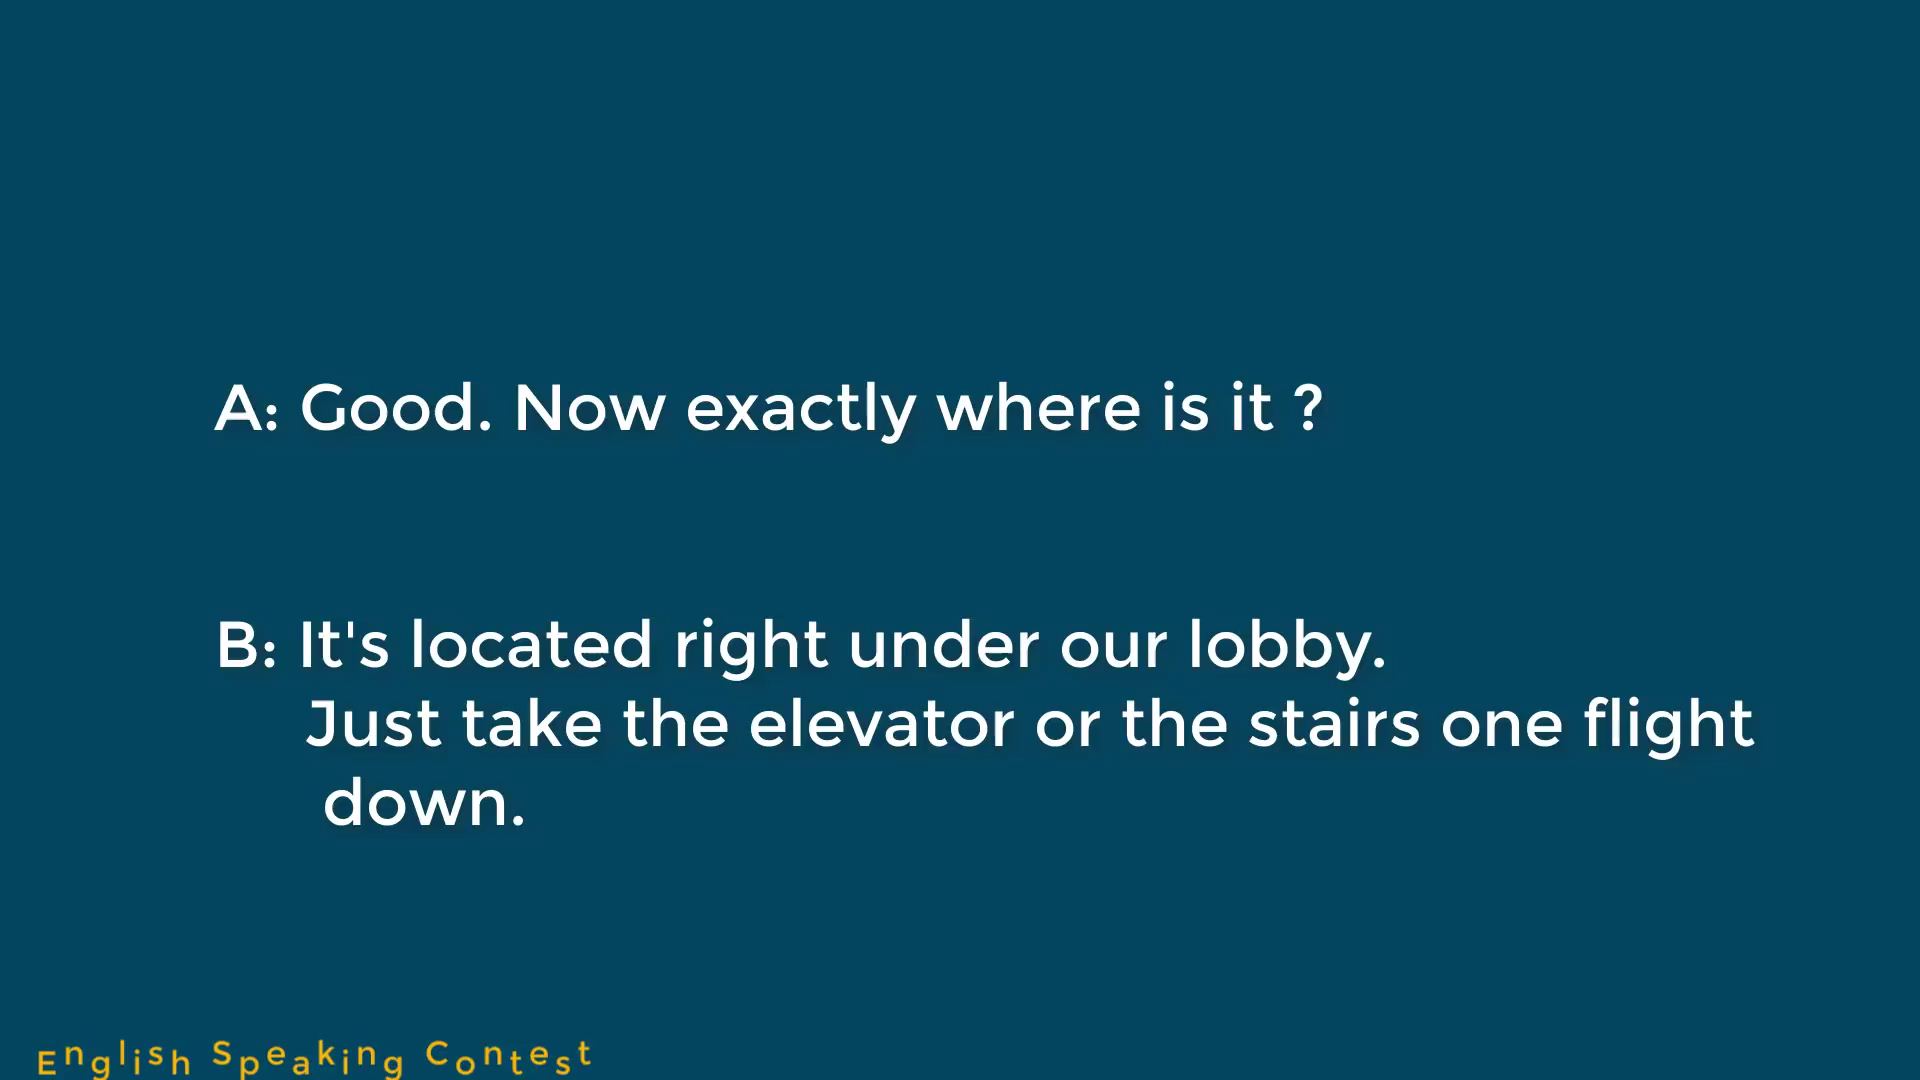 A: Good. Now exactly where is it ?
B: It's located right under our lobby.
Just take the elevator or the stairs one flight
down.
English Speaking Contest